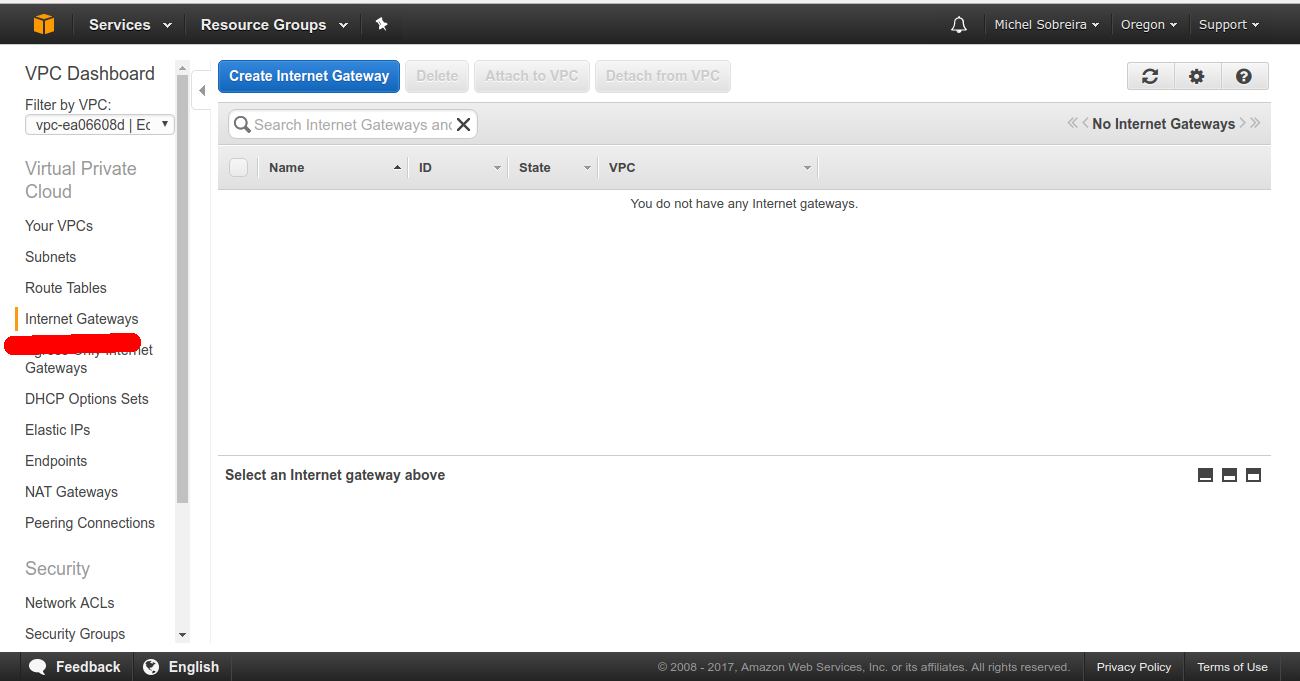 Services Resource Groups Michel Sobreira Oregon Support
VPC Dashboard
Filter by VPC:
vpc-ea06608d | Ec
Virtual Private
Cloud
Your VPCs
Subnets
Route Tables
Internet Gateways
Internet
Gateways
DHCP Options Sets
Elastic IPs
Endpoints
NAT Gateways
Peering Connections
Security
Network ACLs
Security Groups
Create Internet Gateway Delete Attach to VPC Detach from VPC
Search Internet Gateways and No Internet Gateways
Name ID State VPC
You do not have any Internet gateways.
Select an Internet gateway above
Feedback English © 2008 - 2017, Amazon Web Services, Inc. or its affiliates. All rights reserved. Privacy Policy Terms of Use